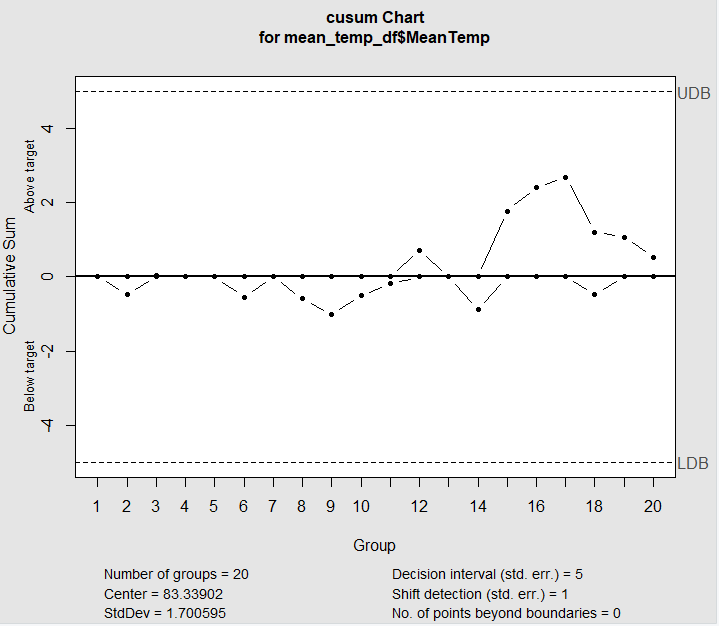 cusum Chart
for mean_temp_df$MeanTemp
UDB
LDB
Cumulative Sum
Above target
Below target
4
2
0
-2
-4
1 2 3 4 5 6 7 8 9 10 12 14 16 18 20
Group
Number of groups = 20
Center = 83.33902
StdDev = 1.700595
Decision interval (std. err.) = 5
Shift detection (std. err.) = 1
No. of points beyond boundaries = 0